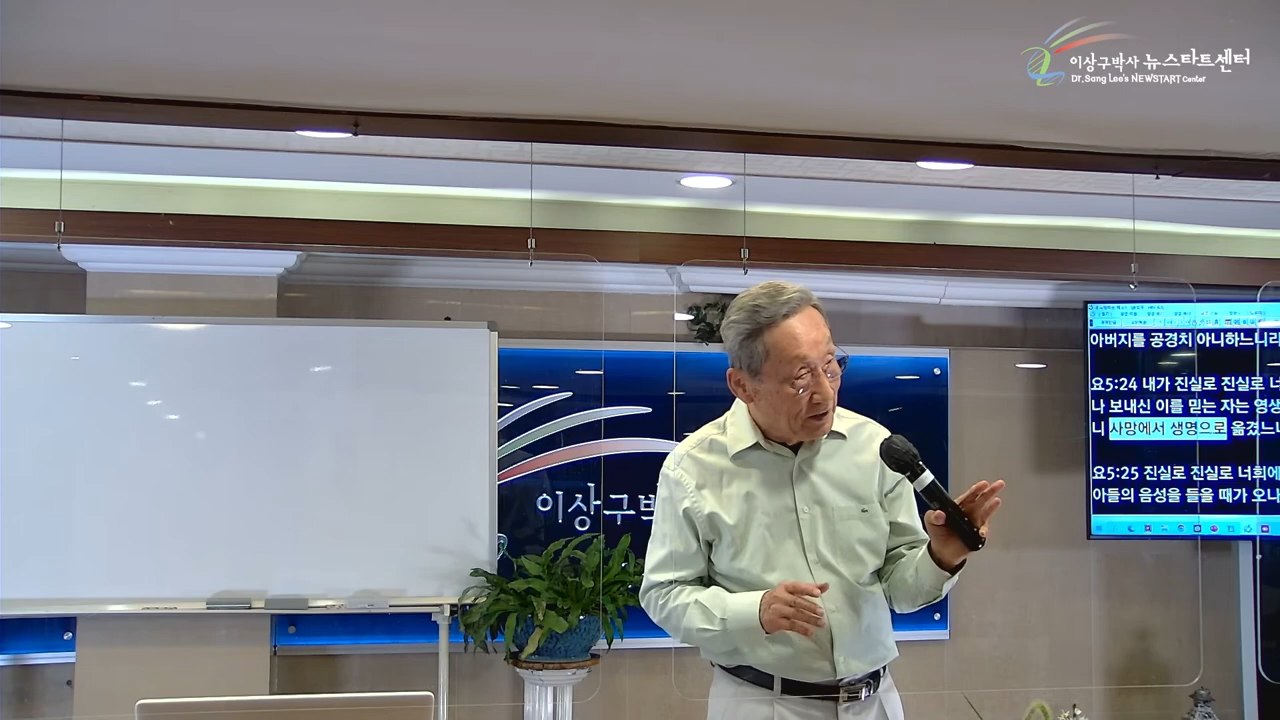 이상구박사 뉴스타트센터
Dr. Sang Lee's NEWSTART Center
이상구박
아버지를 공경치 아니하느니라
요5:24 내가 진실로 진실로 너
나 보내신 이를 믿는 자는 영생
니 사망에서 생명으로 옮겼느니
요5:25 진실로 진실로 너희에
아들의 음성을 들을 때가 오나